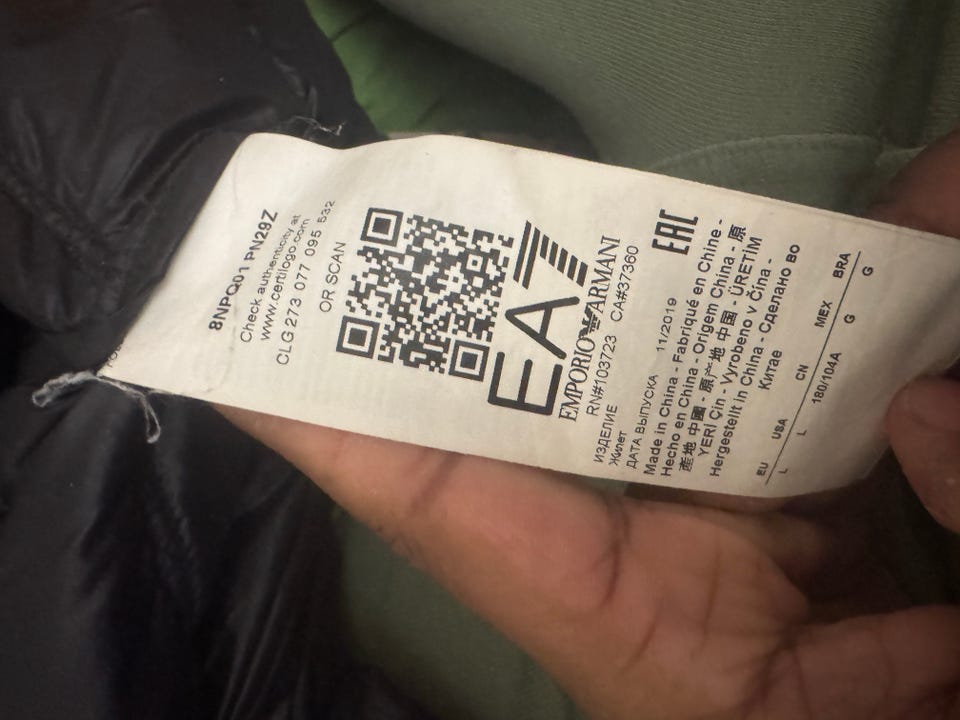 8NPQ01 PN29Z
Check authenticity at
www.certilogo.com
CLG 273 077 095 532
OR SCAN
EA7
EMPORIO ARMANI
RN#103723 CA#37360
EAC
ИЗДЕЛИЕ
Жилет
ДАТА ВЫПУСКА 11/2019
Made in China - Fabriqué en Chine -
Hecho en China - Origem China - 原
産地 中國 - 原产地 中国 - ÜRETİM
YERİ Çin - Vyrobeno v Čína -
Hergestellt in China - Сделано во
Китае
EU USA CN MEX BRA
L L 180/104A G G